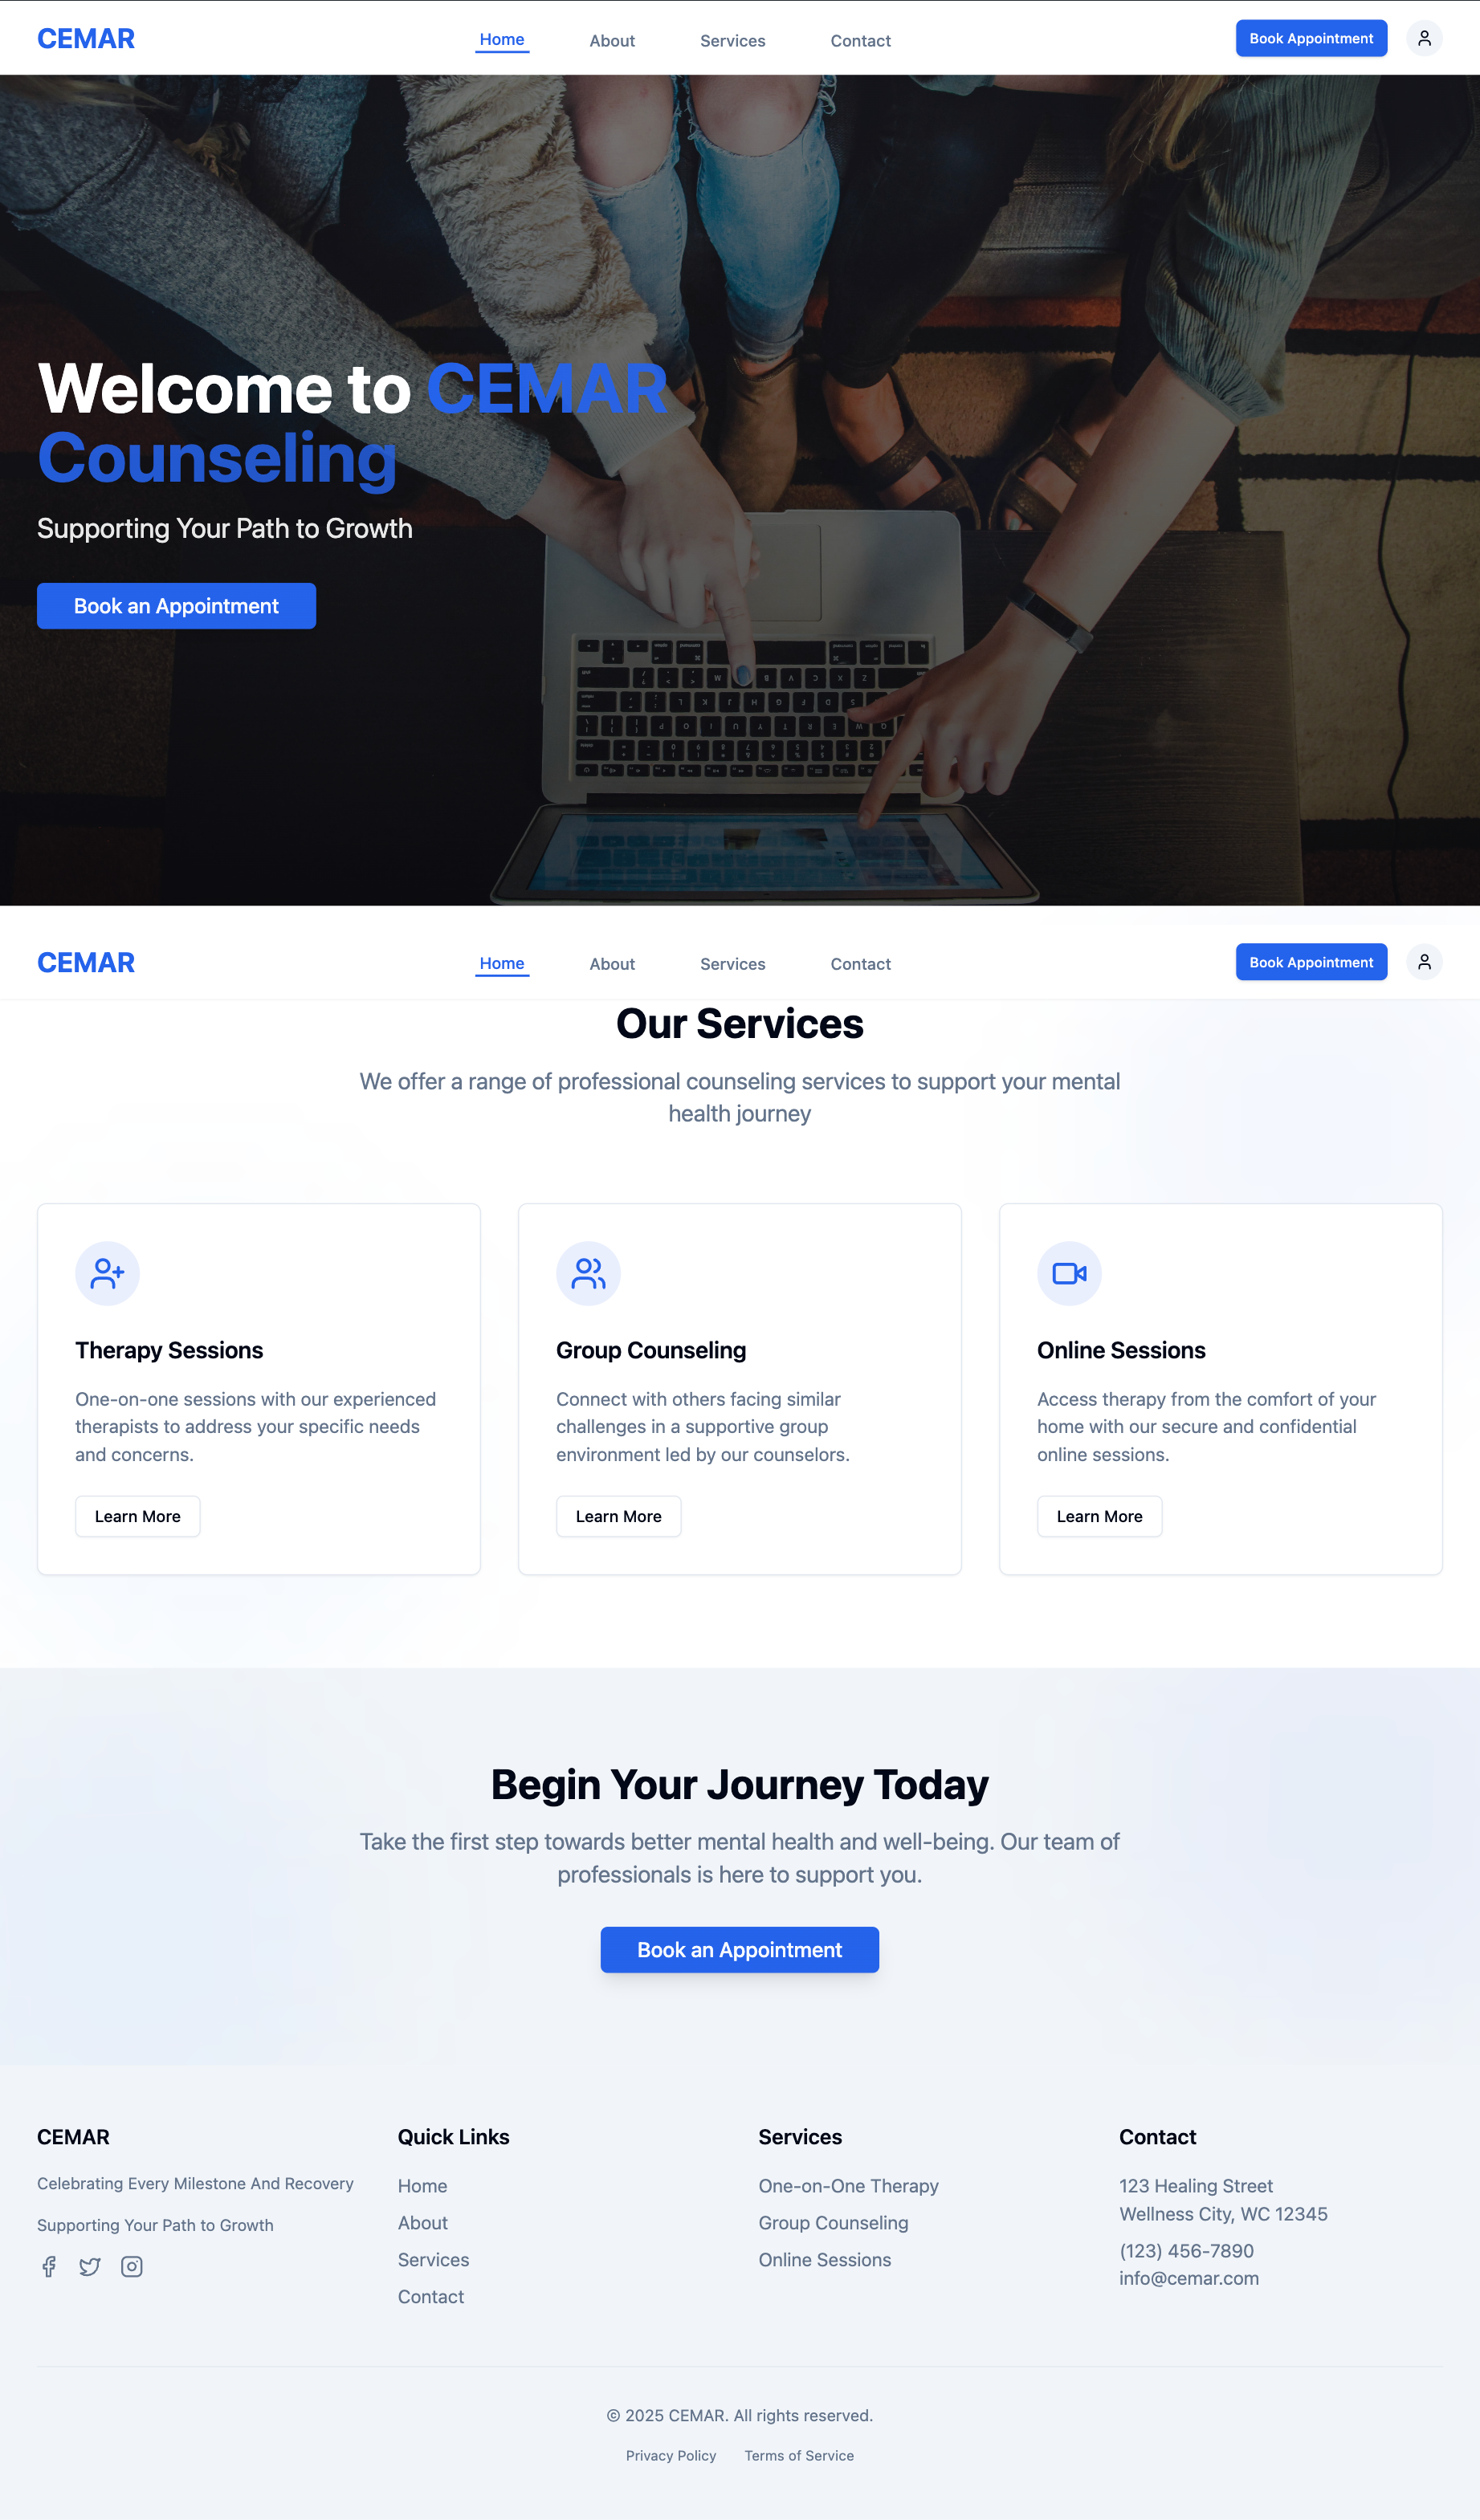 CEMAR
Home
About
Services
Contact
Book Appointment
Welcome to CEMAR
Counseling
Supporting Your Path to Growth
Book an Appointment
CEMAR
Home
About
Services
Contact
Book Appointment
Our Services
We offer a range of professional counseling services to support your mental
health journey
Therapy Sessions
One-on-one sessions with our experienced
therapists to address your specific needs
and concerns.
Learn More
Group Counseling
Connect with others facing similar
challenges in a supportive group
environment led by our counselors.
Learn More
Online Sessions
Access therapy from the comfort of your
home with our secure and confidential
online sessions.
Learn More
Begin Your Journey Today
Take the first step towards better mental health and well-being. Our team of
professionals is here to support you.
Book an Appointment
CEMAR
Celebrating Every Milestone And Recovery
Supporting Your Path to Growth
Quick Links
Home
About
Services
Contact
Services
One-on-One Therapy
Group Counseling
Online Sessions
Contact
123 Healing Street
Wellness City, WC 12345
(123) 456-7890
info@cemar.com
© 2025 CEMAR. All rights reserved.
Privacy Policy
Terms of Service